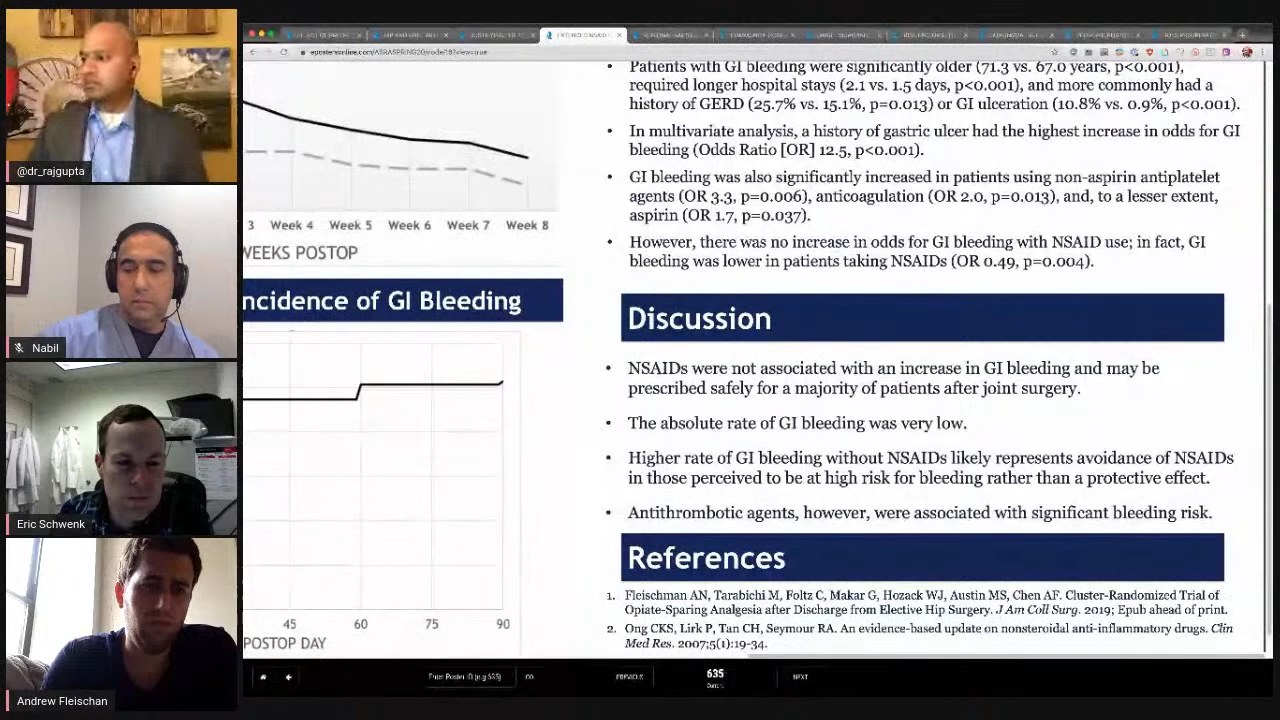 @dr_rajgupta
Nabil
Eric Schwenk
Andrew Fleischan
epostersonline.com/ASRASPRING20/node/18?view=true
3 Week 4 Week 5 Week 6 Week 7 Week 8
WEEKS POSTOP
ncidence of GI Bleeding
45 60 75 90
POSTOP DAY
• Patients with GI bleeding were significantly older (71.3 vs. 67.0 years, p<0.001),
required longer hospital stays (2.1 vs. 1.5 days, p<0.001), and more commonly had a
history of GERD (25.7% vs. 15.1%, p=0.013) or GI ulceration (10.8% vs. 0.9%, p<0.001).
• In multivariate analysis, a history of gastric ulcer had the highest increase in odds for GI
bleeding (Odds Ratio [OR] 12.5, p<0.001).
• GI bleeding was also significantly increased in patients using non-aspirin antiplatelet
agents (OR 3.3, p=0.006), anticoagulation (OR 2.0, p=0.013), and, to a lesser extent,
aspirin (OR 1.7, p=0.037).
• However, there was no increase in odds for GI bleeding with NSAID use; in fact, GI
bleeding was lower in patients taking NSAIDs (OR 0.49, p=0.004).
Discussion
• NSAIDs were not associated with an increase in GI bleeding and may be
prescribed safely for a majority of patients after joint surgery.
• The absolute rate of GI bleeding was very low.
• Higher rate of GI bleeding without NSAIDs likely represents avoidance of NSAIDs
in those perceived to be at high risk for bleeding rather than a protective effect.
• Antithrombotic agents, however, were associated with significant bleeding risk.
References
1. Fleischman AN, Tarabichi M, Foltz C, Makar G, Hozack WJ, Austin MS, Chen AF. Cluster-Randomized Trial of
Opiate-Sparing Analgesia after Discharge from Elective Hip Surgery. J Am Coll Surg. 2019; Epub ahead of print.
2. Ong CKS, Lirk P, Tan CH, Seymour RA. An evidence-based update on nonsteroidal anti-inflammatory drugs. Clin
Med Res. 2007;5(1):19-34.
Enter Poster ID (e.g. 635) GO PREVIOUS 635 NEXT